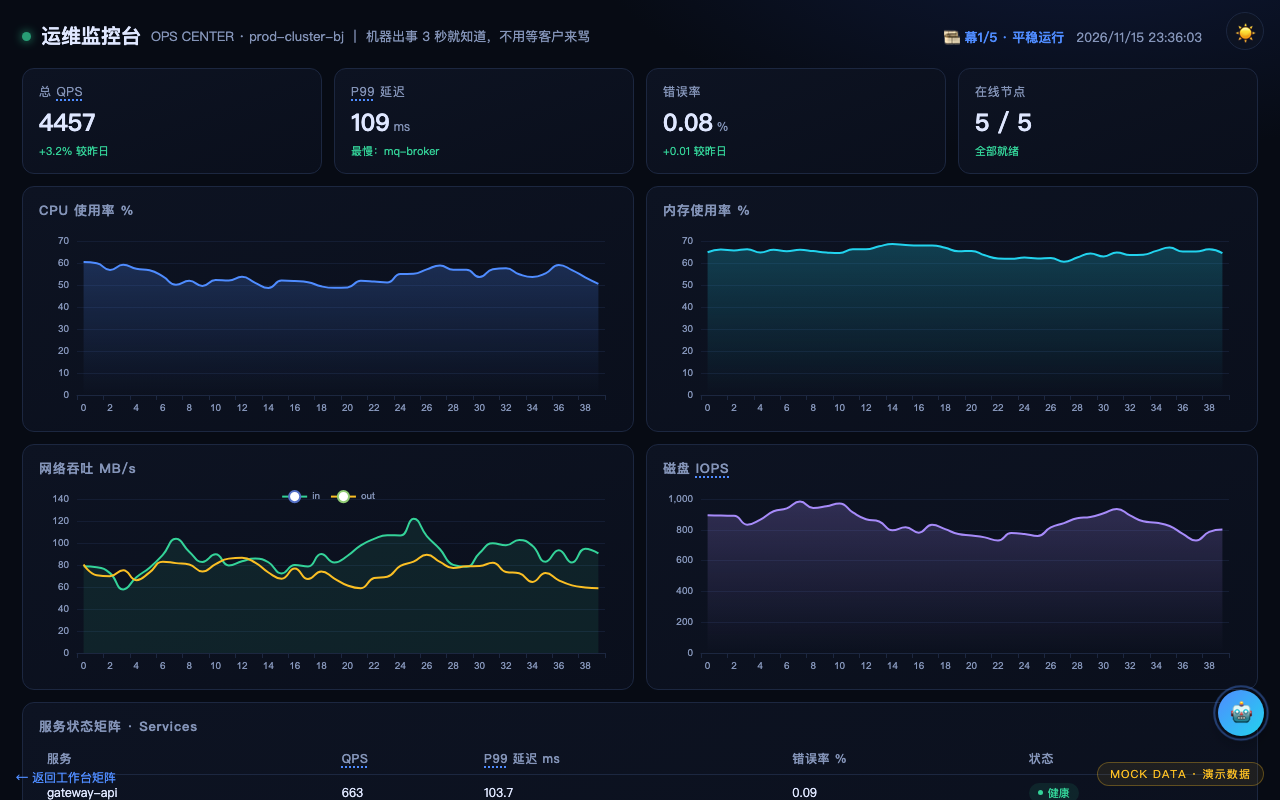 运维监控台 OPS CENTER · prod-cluster-bj | 机器出事 3 秒就知道，不用等客户来骂
幕1/5 · 平稳运行 2026/11/15 23:36:03
总 QPS
4457
+3.2% 较昨日
P99 延迟
109 ms
最慢：mq-broker
错误率
0.08 %
+0.01 较昨日
在线节点
5 / 5
全部就绪
CPU 使用率 %
70
60
50
40
30
20
10
0
0 2 4 6 8 10 12 14 16 18 20 22 24 26 28 30 32 34 36 38
内存使用率 %
70
60
50
40
30
20
10
0
0 2 4 6 8 10 12 14 16 18 20 22 24 26 28 30 32 34 36 38
网络吞吐 MB/s
in out
140
120
100
80
60
40
20
0
0 2 4 6 8 10 12 14 16 18 20 22 24 26 28 30 32 34 36 38
磁盘 IOPS
1,000
800
600
400
200
0
0 2 4 6 8 10 12 14 16 18 20 22 24 26 28 30 32 34 36 38
服务状态矩阵 · Services
服务 QPS P99 延迟 ms 错误率 % 状态
← 返回工作台矩阵
MOCK DATA · 演示数据
gateway-api 663 103.7 0.09 健康